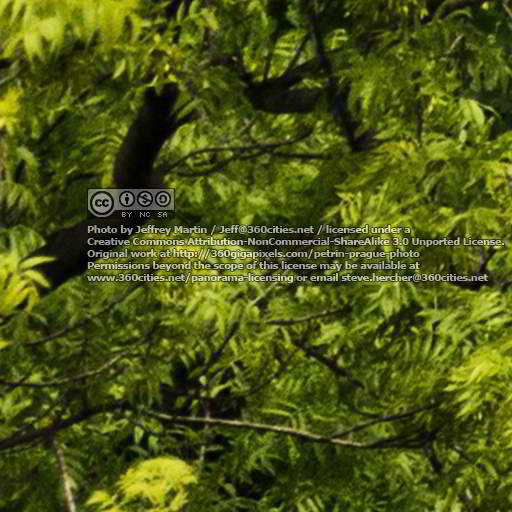 cc BY NC SA
Photo by Jeffrey Martin / Jeff@360cities.net / licensed under a
Creative Commons Attribution-NonCommercial-ShareAlike 3.0 Unported License.
Original work at http://360gigapixels.com/petrin-prague-photo
Permissions beyond the scope of this license may be available at
www.360cities.net/panorama-licensing or email steve.hercher@360cities.net